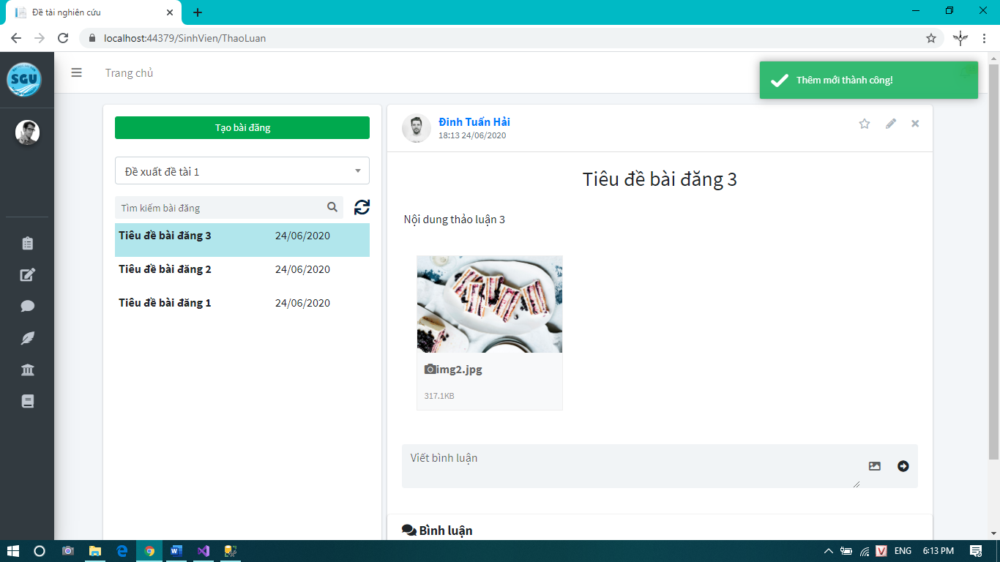 Đề tài nghiên cứu
localhost:44379/SinhVien/ThaoLuan
SGU
Trang chủ
Thêm mới thành công!
Tạo bài đăng
Đề xuất đề tài 1
Tìm kiếm bài đăng
Tiêu đề bài đăng 3 24/06/2020
Tiêu đề bài đăng 2 24/06/2020
Tiêu đề bài đăng 1 24/06/2020
Đinh Tuấn Hải
18:13 24/06/2020
Tiêu đề bài đăng 3
Nội dung thảo luận 3
img2.jpg
317.1KB
Viết bình luận
Bình luận
ENG 6:13 PM